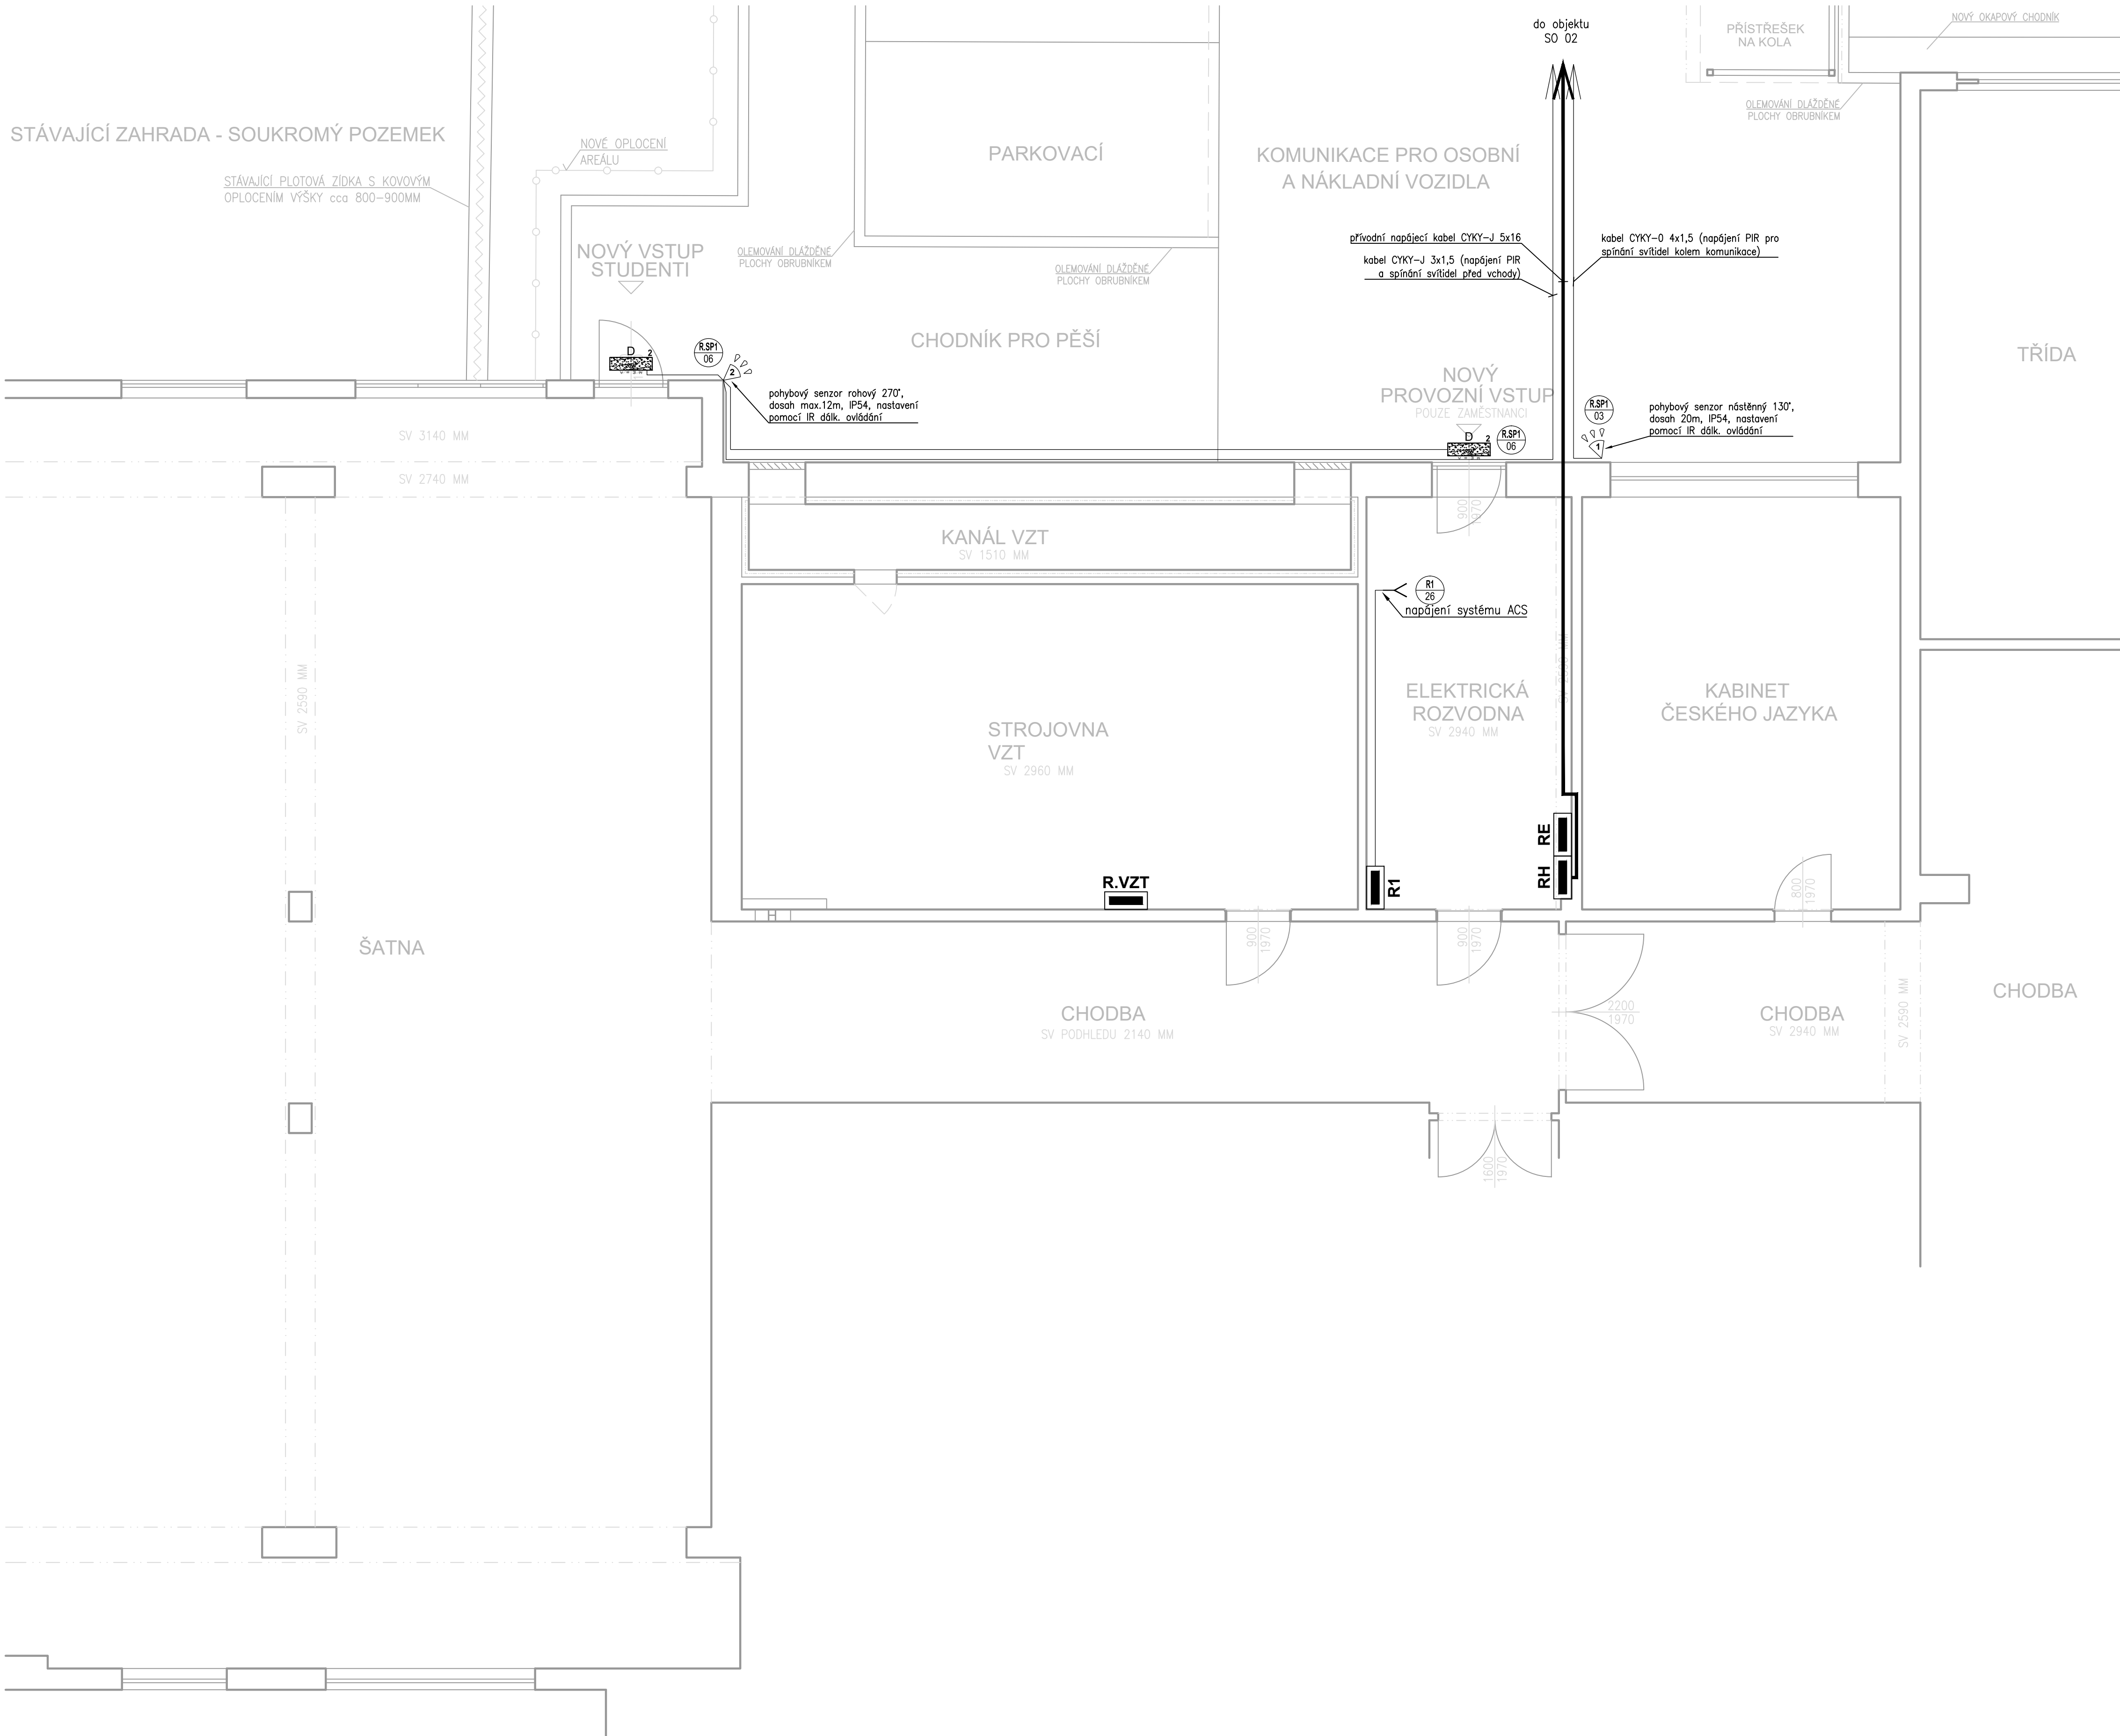 do objektu
SO 02
PŘÍSTŘEŠEK
NA KOLA
NOVÝ OKAPOVÝ CHODNÍK
OLEMOVÁNÍ DLÁŽDĚNÉ
PLOCHY OBRUBNÍKEM
STÁVAJÍCÍ ZAHRADA - SOUKROMÝ POZEMEK
NOVÉ OPLOCENÍ
AREÁLU
STÁVAJÍCÍ PLOTOVÁ ZÍDKA S KOVOVÝM
OPLOCENÍM VÝŠKY cca 800-900MM
PARKOVACÍ
KOMUNIKACE PRO OSOBNÍ
A NÁKLADNÍ VOZIDLA
NOVÝ VSTUP
STUDENTI
OLEMOVÁNÍ DLÁŽDĚNÉ
PLOCHY OBRUBNÍKEM
OLEMOVÁNÍ DLÁŽDĚNÉ
PLOCHY OBRUBNÍKEM
přívodní napájecí kabel CYKY-J 5x16
kabel CYKY-J 3x1,5 (napájení PIR
a spínání svítidel před vchody)
kabel CYKY-O 4x1,5 (napájení PIR pro
spínání svítidel kolem komunikace)
CHODNÍK PRO PĚŠÍ
TŘÍDA
D
2
R.SP1
06
2
pohybový senzor rohový 270°,
dosah max.12m, IP54, nastavení
pomocí IR dálk. ovládání
NOVÝ
PROVOZNÍ VSTUP
POUZE ZAMĚSTNANCI
D
2
R.SP1
06
R.SP1
03
1
pohybový senzor nástěnný 130°,
dosah 20m, IP54, nastavení
pomocí IR dálk. ovládání
SV 3140 MM
SV 2740 MM
900
1970
KANÁL VZT
SV 1510 MM
R1
26
napájení systému ACS
SV 2590 MM
STROJOVNA
VZT
SV 2960 MM
ELEKTRICKÁ
ROZVODNA
SV 2940 MM
KABINET
ČESKÉHO JAZYKA
R.VZT
R1
RE
RH
800
1970
ŠATNA
900
1970
900
1970
CHODBA
SV PODHLEDU 2140 MM
2200
1970
CHODBA
SV 2940 MM
SV 2590 MM
CHODBA
1600
1970